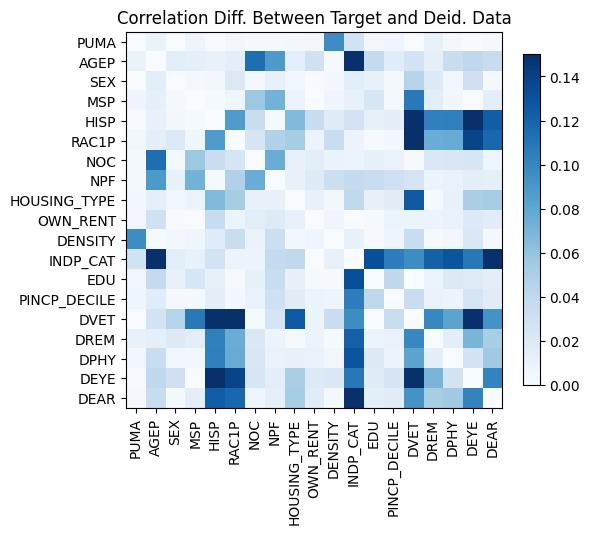 Correlation Diff. Between Target and Deid. Data
PUMA
AGEP
SEX
MSP
HISP
RAC1P
NOC
NPF
HOUSING_TYPE
OWN_RENT
DENSITY
INDP_CAT
EDU
PINCP_DECILE
DVET
DREM
DPHY
DEYE
DEAR
PUMA
AGEP
SEX
MSP
HISP
RAC1P
NOC
NPF
HOUSING_TYPE
OWN_RENT
DENSITY
INDP_CAT
EDU
PINCP_DECILE
DVET
DREM
DPHY
DEYE
DEAR
0.14
0.12
0.10
0.08
0.06
0.04
0.02
0.00